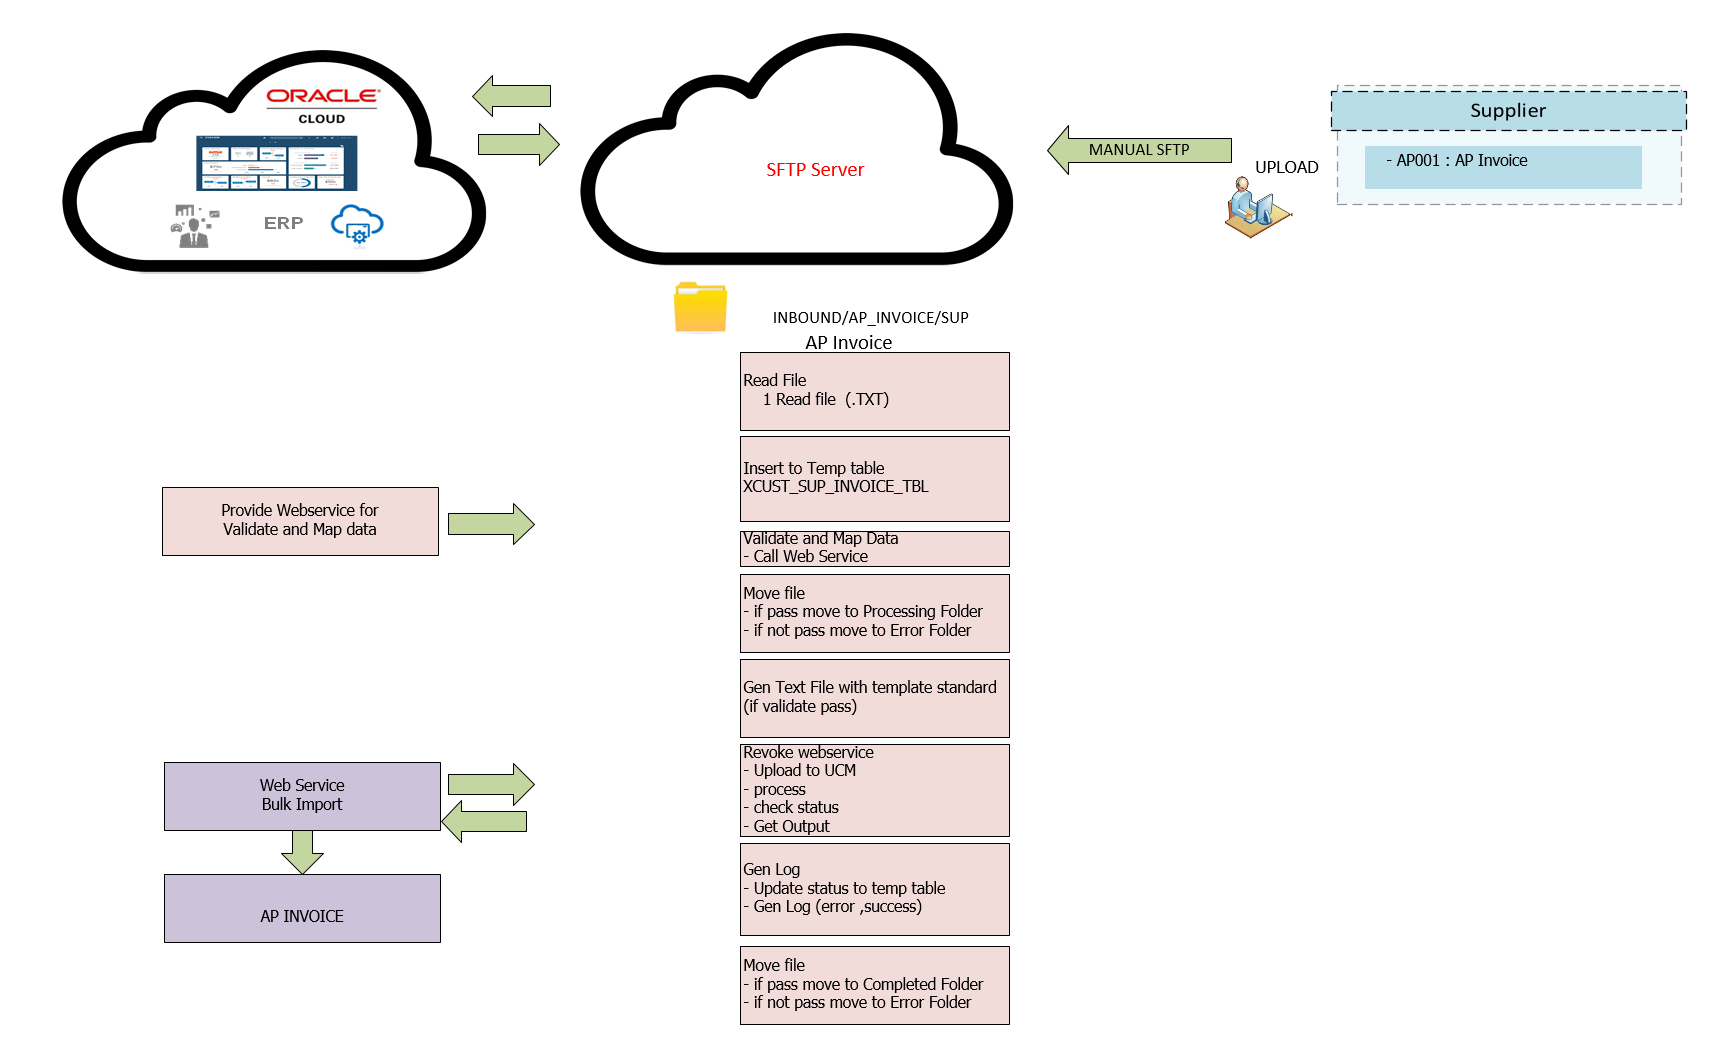 ORACLE
CLOUD
ERP
SFTP Server
MANUAL SFTP
UPLOAD
Supplier
- AP001 : AP Invoice
INBOUND/AP_INVOICE/SUP
AP Invoice
Read File
1 Read file (.TXT)
Insert to Temp table
XCUST_SUP_INVOICE_TBL
Provide Webservice for
Validate and Map data
Validate and Map Data
- Call Web Service
Move file
- if pass move to Processing Folder
- if not pass move to Error Folder
Gen Text File with template standard
(if validate pass)
Web Service
Bulk Import
Revoke webservice
- Upload to UCM
- process
- check status
- Get Output
AP INVOICE
Gen Log
- Update status to temp table
- Gen Log (error ,success)
Move file
- if pass move to Completed Folder
- if not pass move to Error Folder